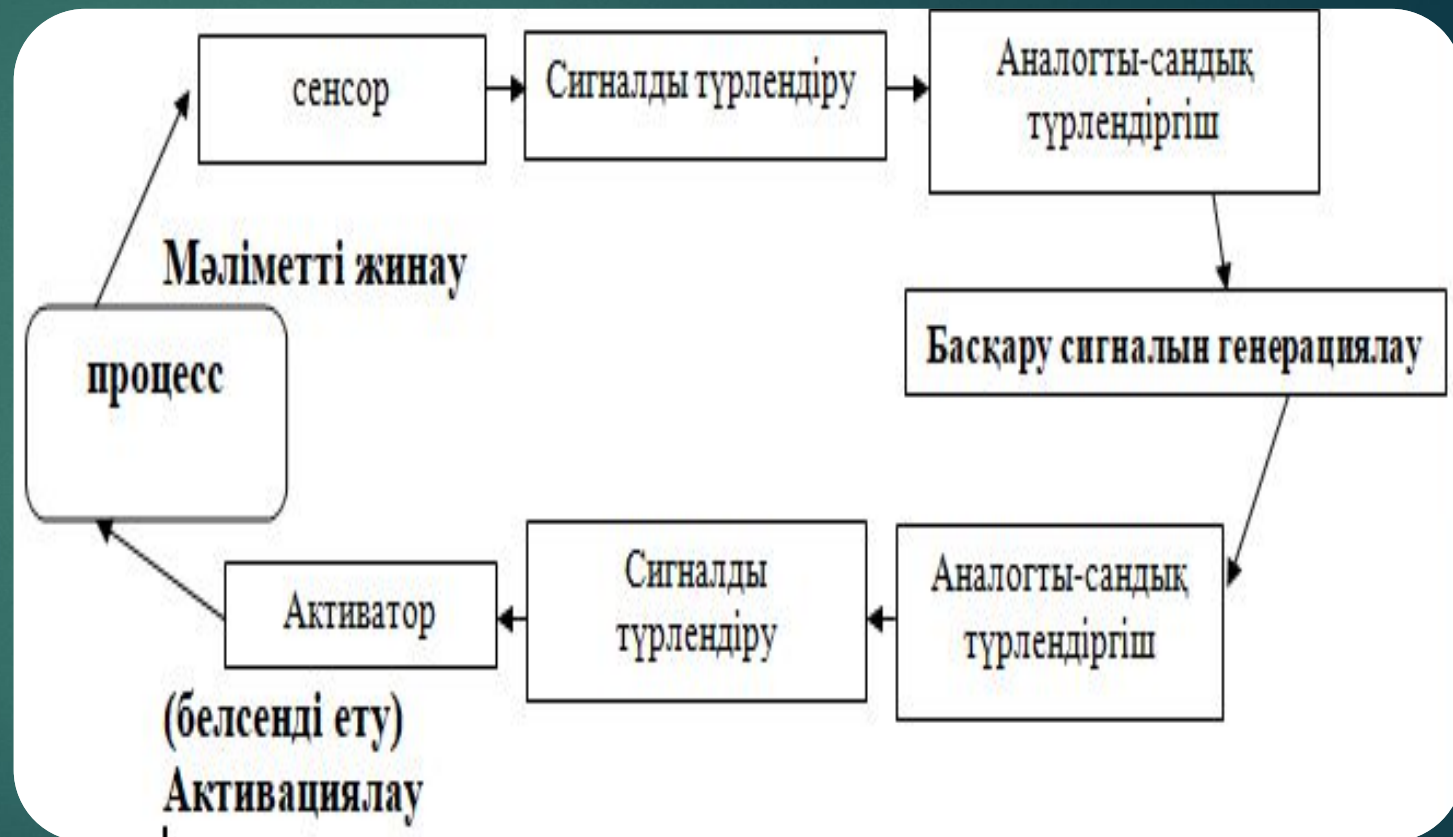 сенсор
Сигналды түрлендіру
Аналогты-сандық
түрлендіргіш
Мәліметті жинау
процесс
Басқару сигналын генерациялау
Аналогты-сандық
түрлендіргіш
Сигналды
түрлендіру
Активатор
(белсенді ету)
Активациялау